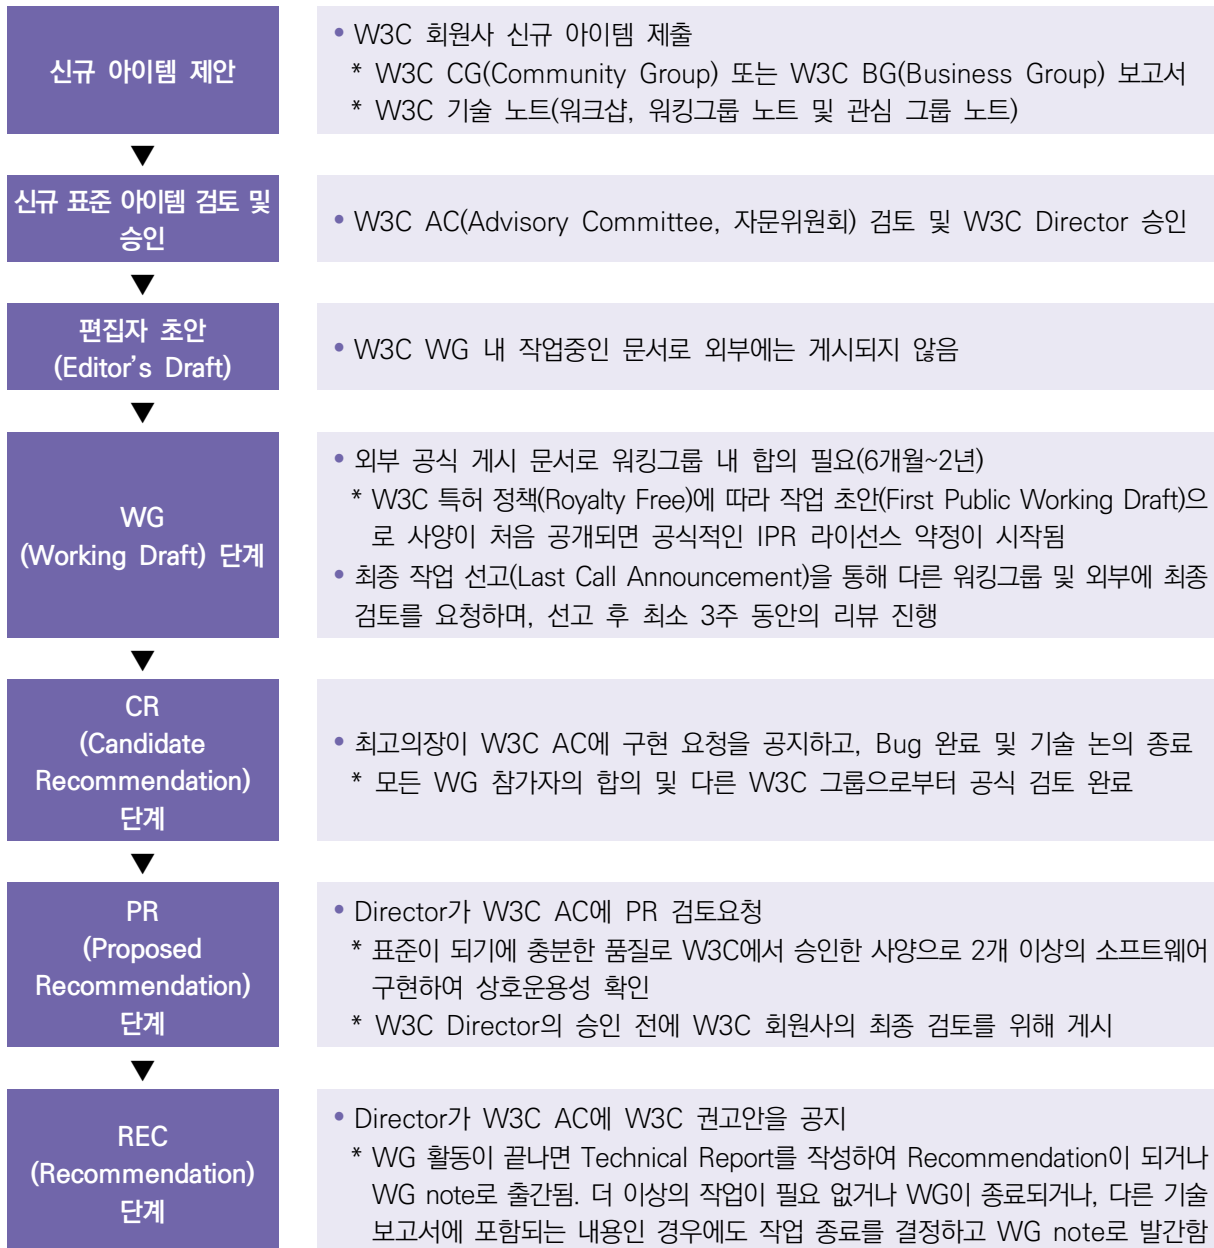 신규 아이템 제안
• W3C 회원사 신규 아이템 제출
* W3C CG(Community Group) 또는 W3C BG(Business Group) 보고서
* W3C 기술 노트(워크샵, 워킹그룹 노트 및 관심 그룹 노트)
▼
신규 표준 아이템 검토 및
승인
• W3C AC(Advisory Committee, 자문위원회) 검토 및 W3C Director 승인
▼
편집자 초안
(Editor’s Draft)
• W3C WG 내 작업중인 문서로 외부에는 게시되지 않음
▼
WG
(Working Draft) 단계
• 외부 공식 게시 문서로 워킹그룹 내 합의 필요(6개월~2년)
* W3C 특허 정책(Royalty Free)에 따라 작업 초안(First Public Working Draft)으
로 사양이 처음 공개되면 공식적인 IPR 라이선스 약정이 시작됨
• 최종 작업 선고(Last Call Announcement)을 통해 다른 워킹그룹 및 외부에 최종
검토를 요청하며, 선고 후 최소 3주 동안의 리뷰 진행
▼
CR
(Candidate
Recommendation)
단계
• 최고의장이 W3C AC에 구현 요청을 공지하고, Bug 완료 및 기술 논의 종료
* 모든 WG 참가자의 합의 및 다른 W3C 그룹으로부터 공식 검토 완료
▼
PR
(Proposed
Recommendation)
단계
• Director가 W3C AC에 PR 검토요청
* 표준이 되기에 충분한 품질로 W3C에서 승인한 사양으로 2개 이상의 소프트웨어
구현하여 상호운용성 확인
* W3C Director의 승인 전에 W3C 회원사의 최종 검토를 위해 게시
▼
REC
(Recommendation)
단계
• Director가 W3C AC에 W3C 권고안을 공지
* WG 활동이 끝나면 Technical Report를 작성하여 Recommendation이 되거나
WG note로 출간됨. 더 이상의 작업이 필요 없거나 WG이 종료되거나, 다른 기술
보고서에 포함되는 내용인 경우에도 작업 종료를 결정하고 WG note로 발간함